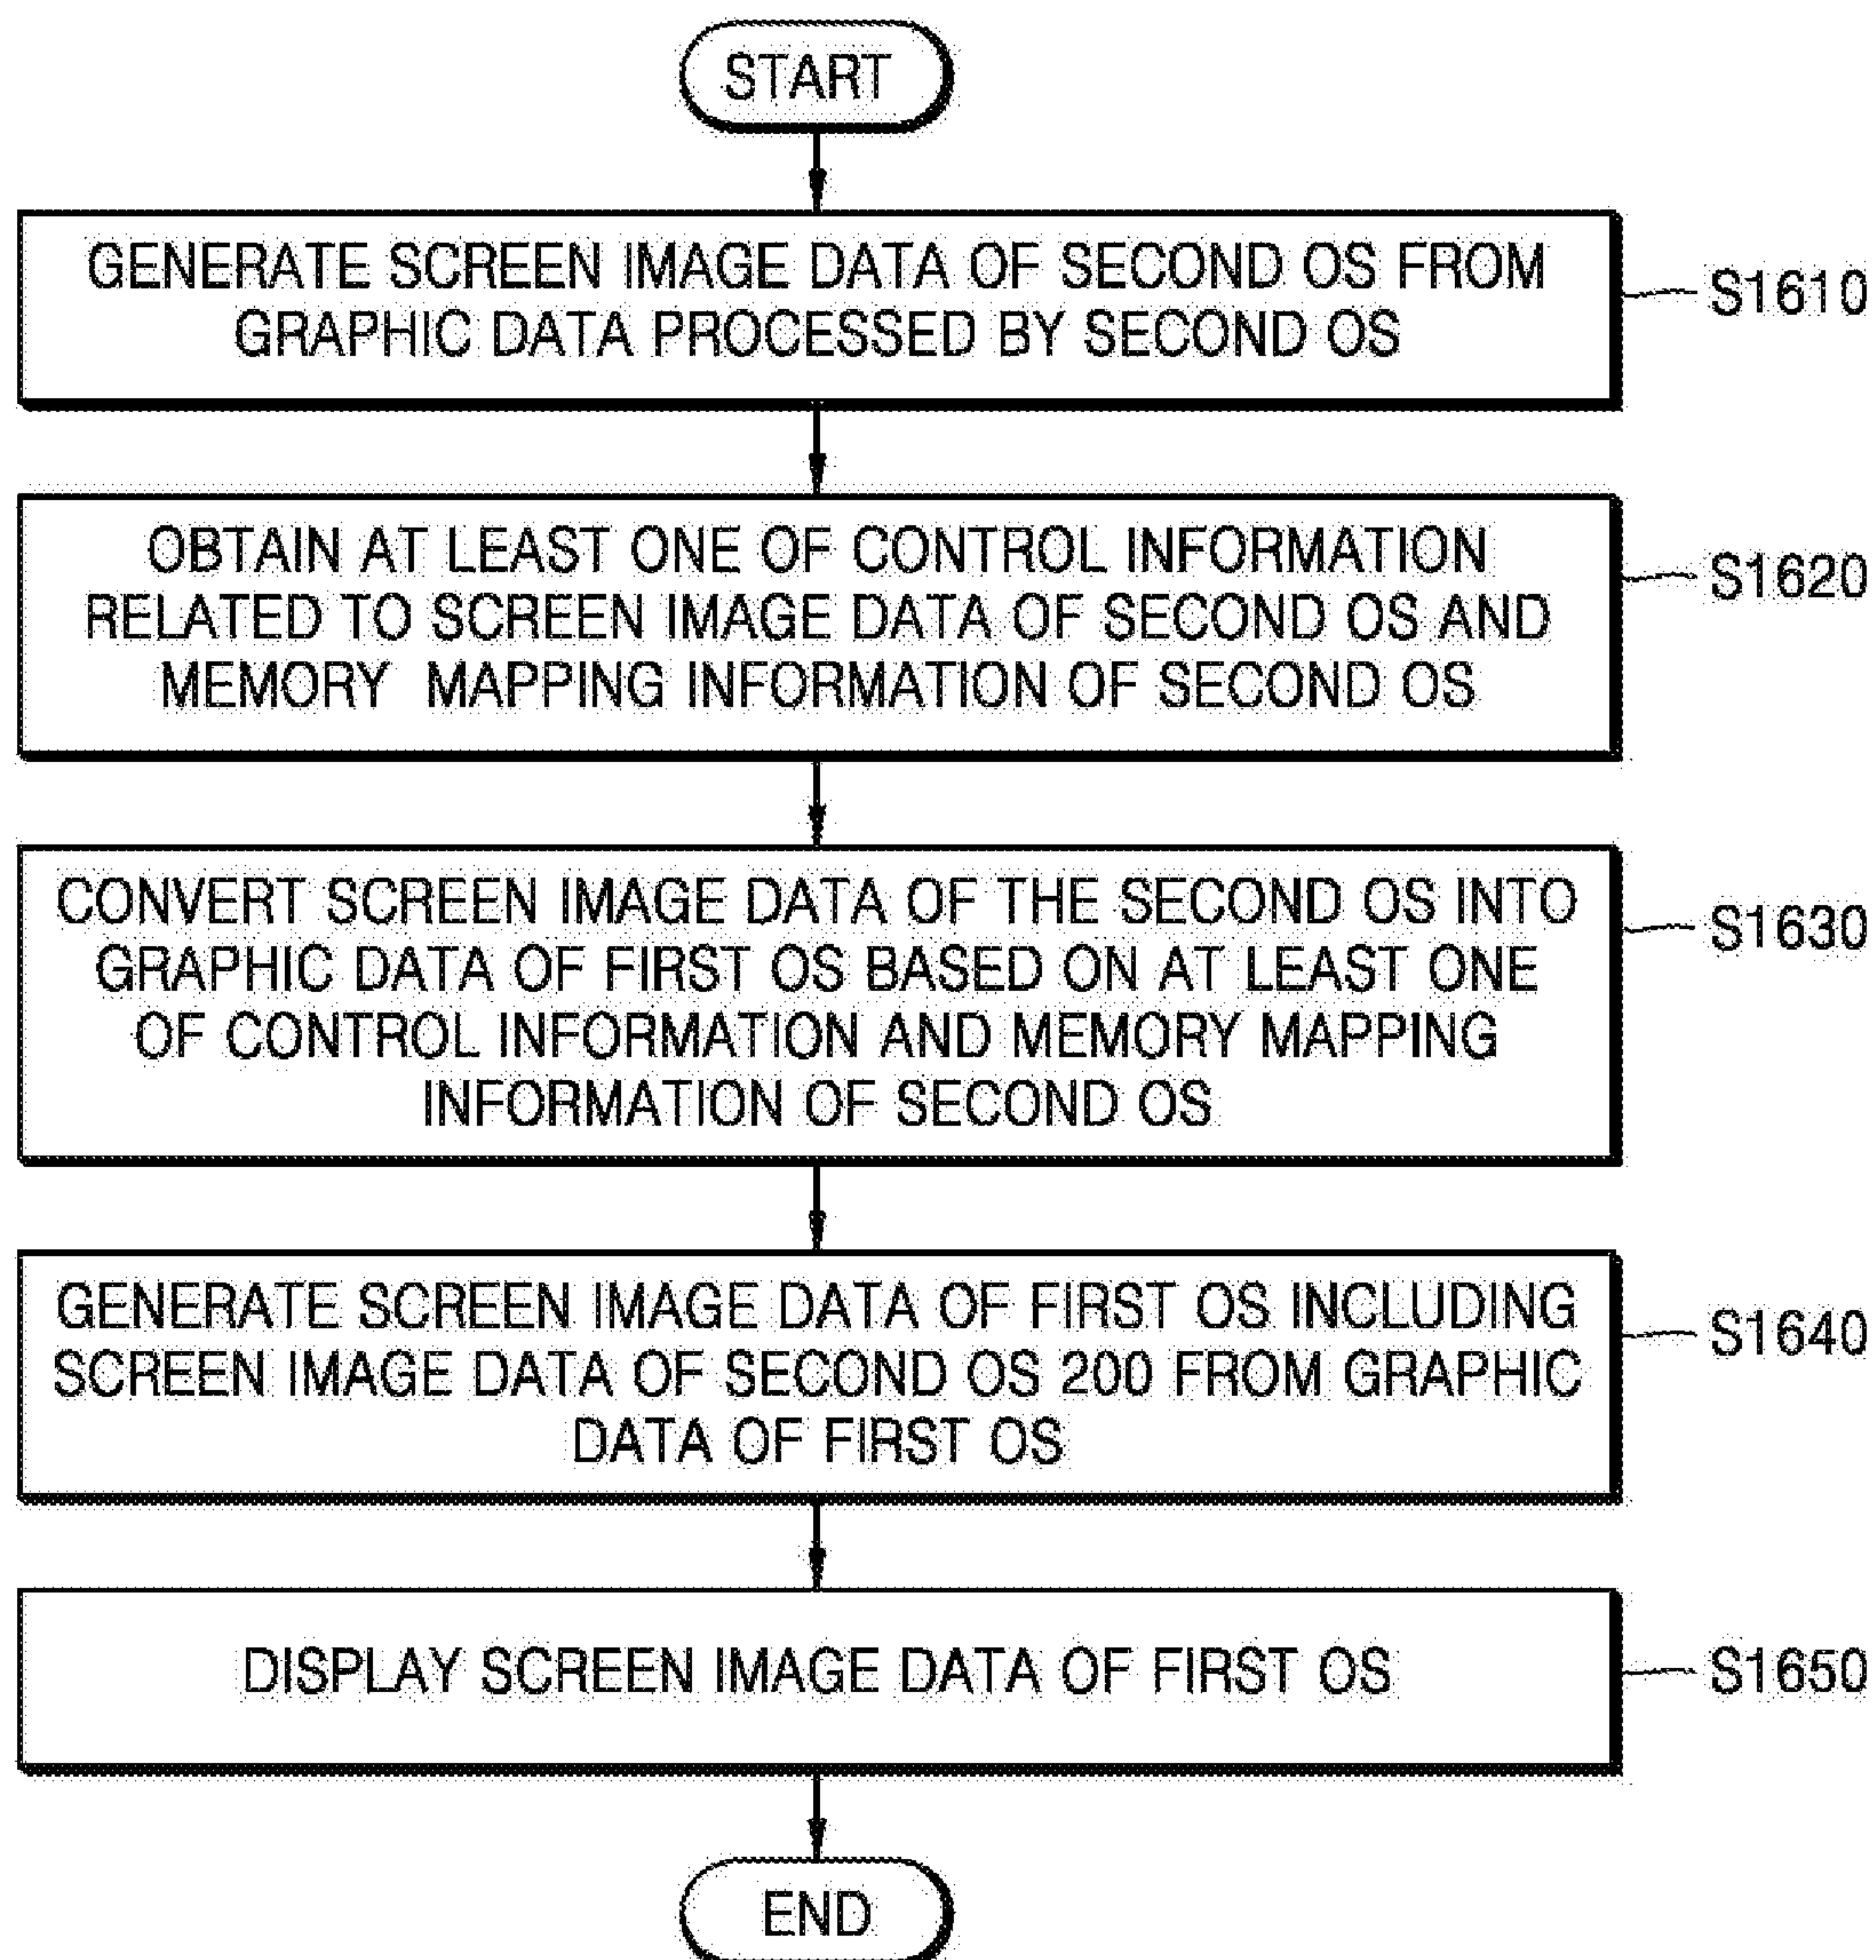 START
GENERATE SCREEN IMAGE DATA OF SECOND OS FROM
GRAPHIC DATA PROCESSED BY SECOND OS
S1610
OBTAIN AT LEAST ONE OF CONTROL INFORMATION
RELATED TO SCREEN IMAGE DATA OF SECOND OS AND
MEMORY MAPPING INFORMATION OF SECOND OS
S1620
CONVERT SCREEN IMAGE DATA OF THE SECOND OS INTO
GRAPHIC DATA OF FIRST OS BASED ON AT LEAST ONE
OF CONTROL INFORMATION AND MEMORY MAPPING
INFORMATION OF SECOND OS
S1630
GENERATE SCREEN IMAGE DATA OF FIRST OS INCLUDING
SCREEN IMAGE DATA OF SECOND OS 200 FROM GRAPHIC
DATA OF FIRST OS
S1640
DISPLAY SCREEN IMAGE DATA OF FIRST OS
S1650
END